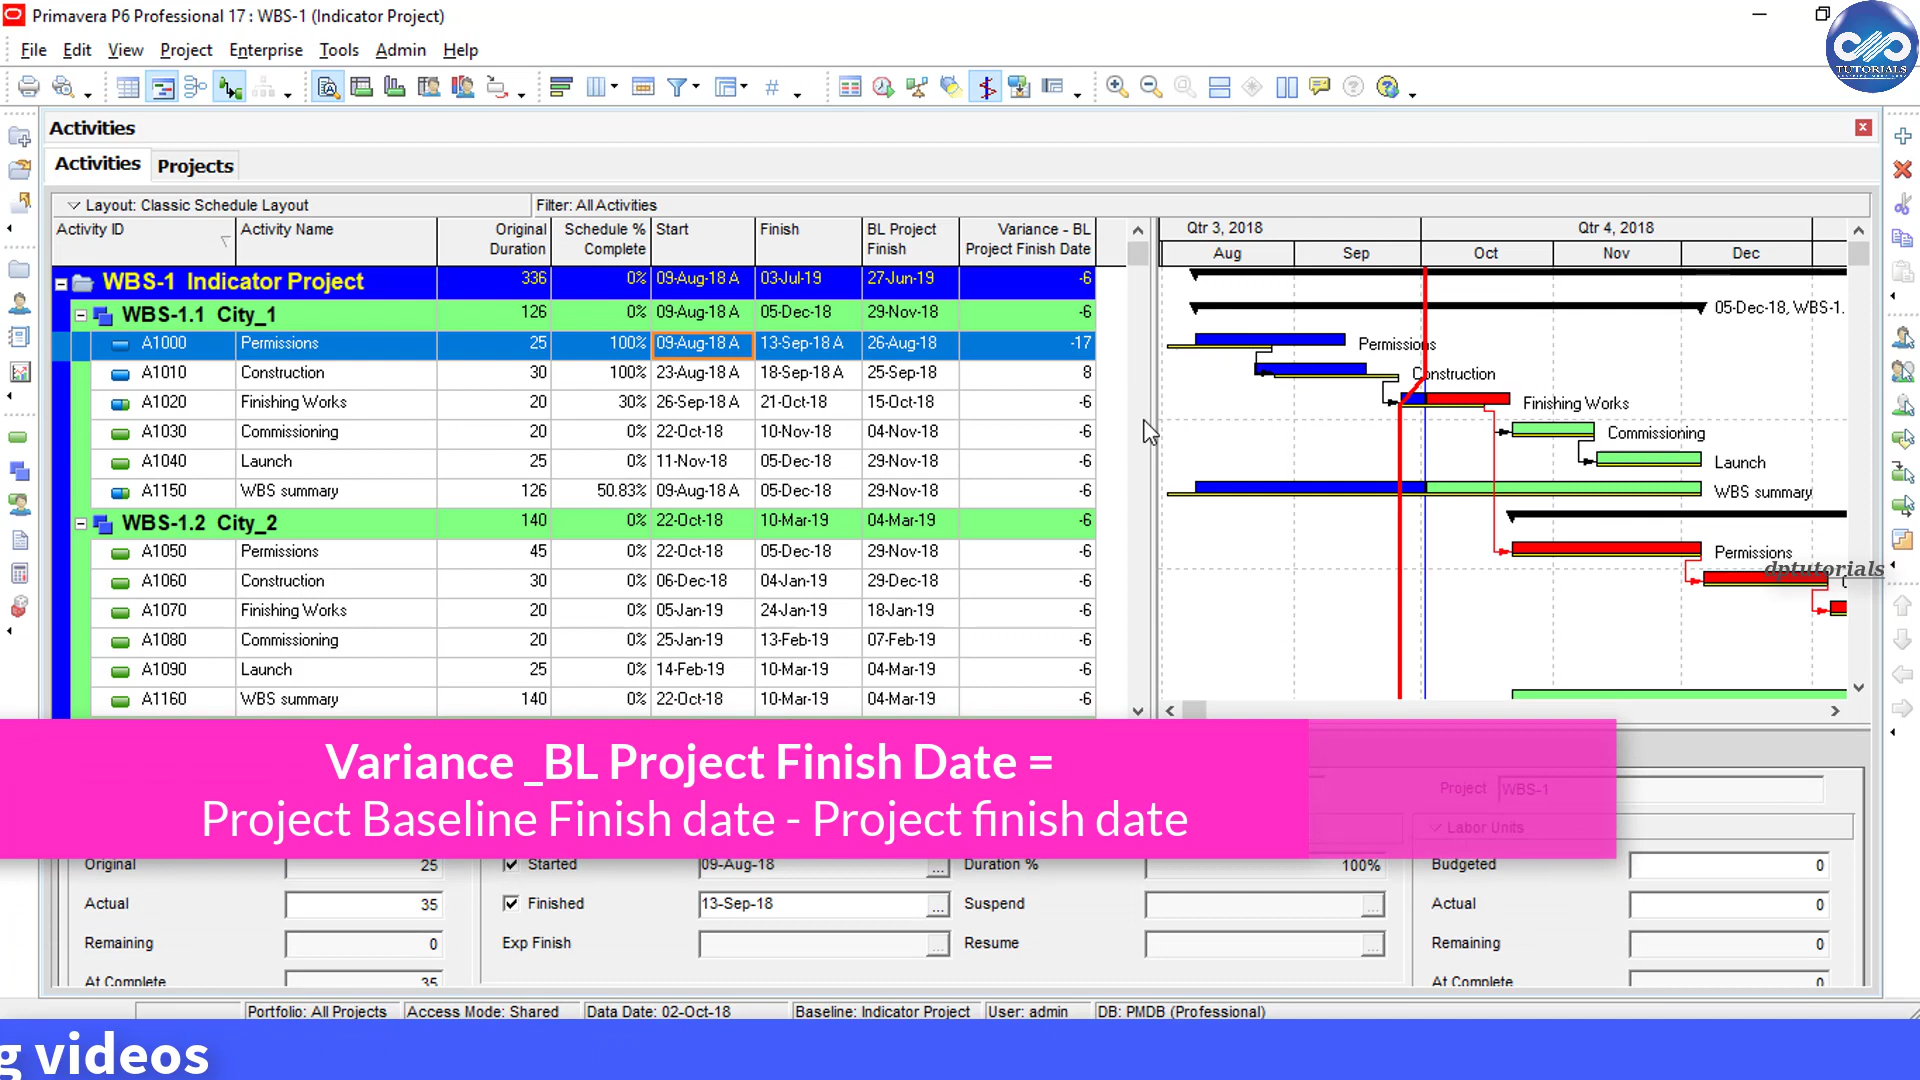 Primavera P6 Professional 17 : WBS-1 (Indicator Project)
File Edit View Project Enterprise Tools Admin Help
TUTORIALS
Activities
Activities Projects
Layout: Classic Schedule Layout Filter: All Activities
Activity ID Activity Name Original Duration Schedule % Complete Start Finish BL Project Finish Variance - BL Project Finish Date
Qtr 3, 2018 Qtr 4, 2018
Aug Sep Oct Nov Dec
WBS-1 Indicator Project 336 0% 09-Aug-18 A 03-Jul-19 27-Jun-19 -6
WBS-1.1 City_1 126 0% 09-Aug-18 A 05-Dec-18 29-Nov-18 -6 05-Dec-18, WBS-1.
A1000 Permissions 25 100% 09-Aug-18 A 13-Sep-18 A 26-Aug-18 -17 Permissions
A1010 Construction 30 100% 23-Aug-18 A 18-Sep-18 A 25-Sep-18 8 Construction
A1020 Finishing Works 20 30% 26-Sep-18 A 21-Oct-18 15-Oct-18 -6 Finishing Works
A1030 Commissioning 20 0% 22-Oct-18 10-Nov-18 04-Nov-18 -6 Commissioning
A1040 Launch 25 0% 11-Nov-18 05-Dec-18 29-Nov-18 -6 Launch
A1150 WBS summary 126 50.83% 09-Aug-18 A 05-Dec-18 29-Nov-18 -6 WBS summary
WBS-1.2 City_2 140 0% 22-Oct-18 10-Mar-19 04-Mar-19 -6
A1050 Permissions 45 0% 22-Oct-18 05-Dec-18 29-Nov-18 -6 Permissions
dptutorials
A1060 Construction 30 0% 06-Dec-18 04-Jan-19 29-Dec-18 -6
A1070 Finishing Works 20 0% 05-Jan-19 24-Jan-19 18-Jan-19 -6
A1080 Commissioning 20 0% 25-Jan-19 13-Feb-19 07-Feb-19 -6
A1090 Launch 25 0% 14-Feb-19 10-Mar-19 04-Mar-19 -6
A1160 WBS summary 140 0% 22-Oct-18 10-Mar-19 04-Mar-19 -6
Variance _BL Project Finish Date =
Project Baseline Finish date - Project finish date
Project WBS-1
Labor Units
Original 25 Started 09-Aug-18 ... Duration % 100% Budgeted 0
Actual 35 Finished 13-Sep-18 ... Suspend ... Actual 0
Remaining 0 Exp Finish ... Resume ... Remaining 0
At Complete 35 At Complete 0
Portfolio: All Projects Access Mode: Shared Data Date: 02-Oct-18 Baseline: Indicator Project User: admin DB: PMDB (Professional)
g videos